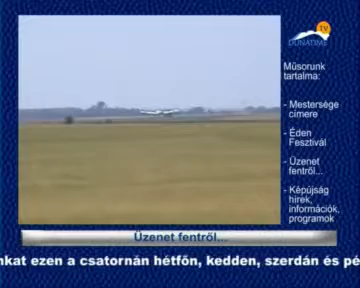 TV
DUNATIME
Műsorunk
tartalma:
- Mestersége
címere
- Éden
Fesztivál
- Üzenet
fentről...
- Képújság
hírek,
információk,
programok
Üzenet fentről...
nkat ezen a csatornán hétfőn, kedden, szerdán és pé